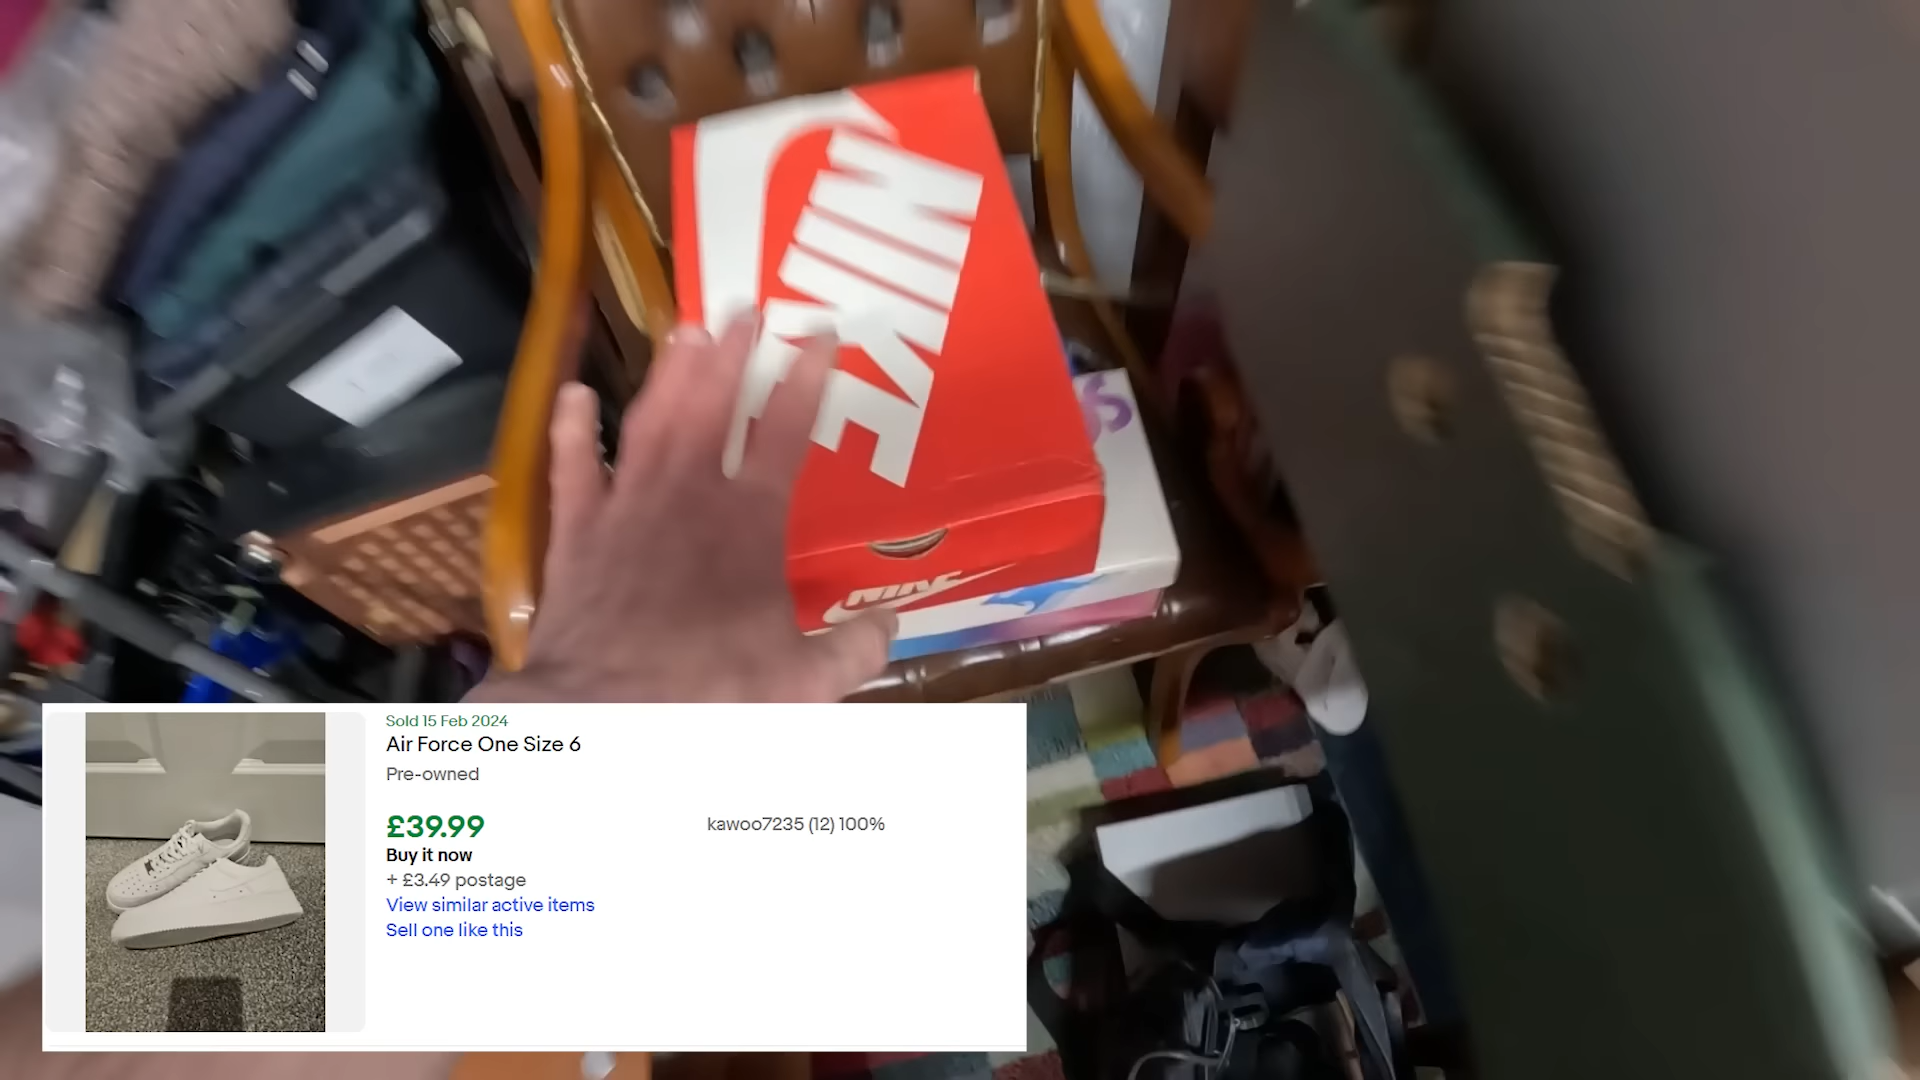 NIKE
NIKE
Sold 15 Feb 2024
Air Force One Size 6
Pre-owned
£39.99
kawoo7235 (12) 100%
Buy it now
+ £3.49 postage
View similar active items
Sell one like this